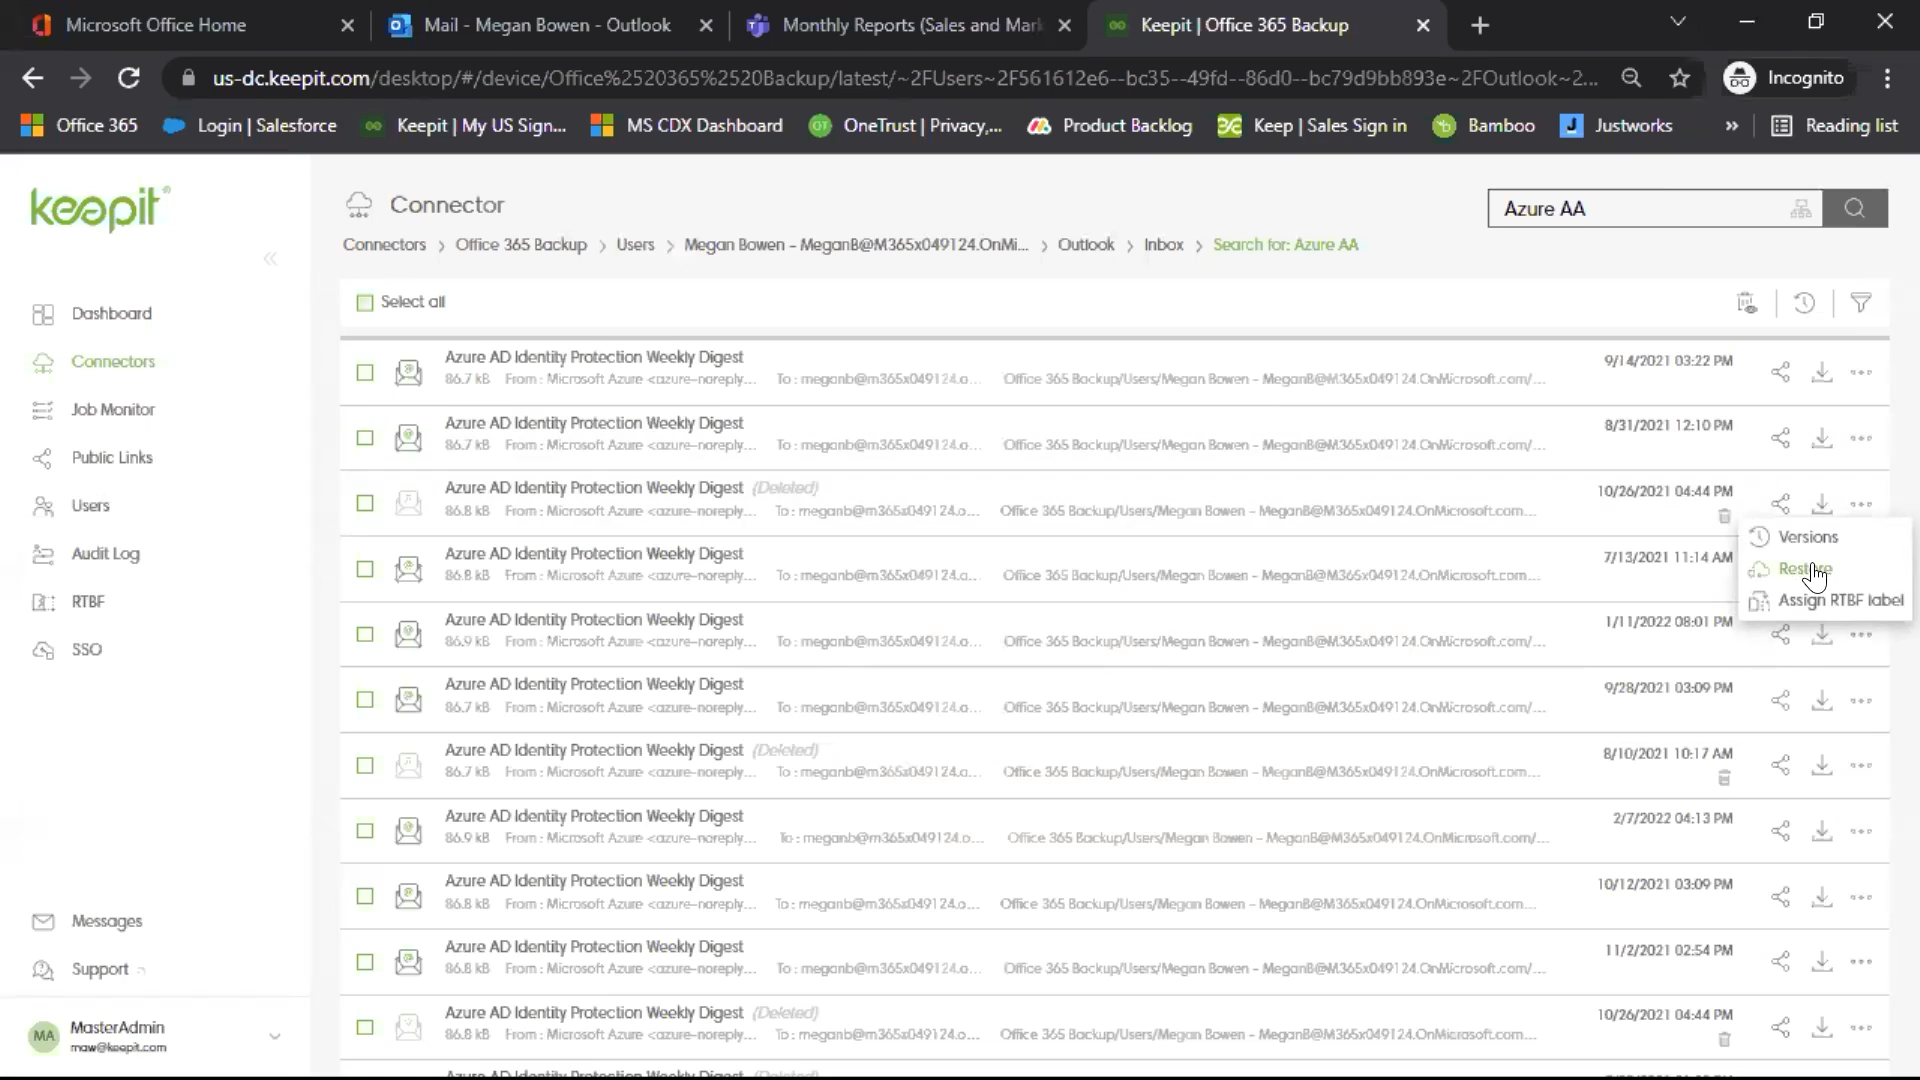 Microsoft Office Home
Mail - Megan Bowen - Outlook
Monthly Reports (Sales and Mark
Keepit | Office 365 Backup
us-dc.keepit.com/desktop/#/device/Office%2520365%2520Backup/latest/~2FUsers~2F561612e6--bc35--49fd--86d0--bc79d9bb893e~2FOutlook~2...
Incognito
Office 365
Login | Salesforce
Keepit | My US Sign...
MS CDX Dashboard
OneTrust | Privacy,...
Product Backlog
Keep | Sales Sign in
Bamboo
Justworks
»
Reading list
keepit
Connector
Azure AA
Connectors > Office 365 Backup > Users > Megan Bowen - MeganB@M365x049124.OnMi... > Outlook > Inbox > Search for: Azure AA
Dashboard
Connectors
Job Monitor
Public Links
Users
Audit Log
RTBF
SSO
Messages
Support
MA
MasterAdmin
maw@keepit.com
Select all
Azure AD Identity Protection Weekly Digest
9/14/2021 03:22 PM
86.7 kB From : Microsoft Azure <azure-noreply... To : meganb@m365x049124.o... Office 365 Backup/Users/Megan Bowen - MeganB@M365x049124.OnMicrosoft.com/...
Azure AD Identity Protection Weekly Digest
8/31/2021 12:10 PM
86.7 kB From : Microsoft Azure <azure-noreply... To : meganb@m365x049124.o... Office 365 Backup/Users/Megan Bowen - MeganB@M365x049124.OnMicrosoft.com/...
Azure AD Identity Protection Weekly Digest (Deleted)
10/26/2021 04:44 PM
86.8 kB From : Microsoft Azure <azure-noreply... To : meganb@m365x049124.o... Office 365 Backup/Users/Megan Bowen - MeganB@M365x049124.OnMicrosoft.com...
Versions
Restore
Assign RTBF label
Azure AD Identity Protection Weekly Digest
7/13/2021 11:14 AM
86.8 kB From : Microsoft Azure <azure-noreply... To : meganb@m365x049124.o... Office 365 Backup/Users/Megan Bowen - MeganB@M365x049124.OnMicrosoft.com/...
Azure AD Identity Protection Weekly Digest
1/11/2022 08:01 PM
86.9 kB From : Microsoft Azure <azure-noreply... To : meganb@m365x049124.o... Office 365 Backup/Users/Megan Bowen - MeganB@M365x049124.OnMicrosoft.com/...
Azure AD Identity Protection Weekly Digest
9/28/2021 03:09 PM
86.7 kB From : Microsoft Azure <azure-noreply... To : meganb@m365x049124.o... Office 365 Backup/Users/Megan Bowen - MeganB@M365x049124.OnMicrosoft.com/...
Azure AD Identity Protection Weekly Digest (Deleted)
8/10/2021 10:17 AM
86.7 kB From : Microsoft Azure <azure-noreply... To : meganb@m365x049124.o... Office 365 Backup/Users/Megan Bowen - MeganB@M365x049124.OnMicrosoft.com...
Azure AD Identity Protection Weekly Digest
2/7/2022 04:13 PM
86.9 kB From : Microsoft Azure <azure-noreply... To : meganb@m365x049124.o... Office 365 Backup/Users/Megan Bowen - MeganB@M365x049124.OnMicrosoft.com/...
Azure AD Identity Protection Weekly Digest
10/12/2021 03:09 PM
86.8 kB From : Microsoft Azure <azure-noreply... To : meganb@m365x049124.o... Office 365 Backup/Users/Megan Bowen - MeganB@M365x049124.OnMicrosoft.com...
Azure AD Identity Protection Weekly Digest
11/2/2021 02:54 PM
86.8 kB From : Microsoft Azure <azure-noreply... To : meganb@m365x049124.o... Office 365 Backup/Users/Megan Bowen - MeganB@M365x049124.OnMicrosoft.com/...
Azure AD Identity Protection Weekly Digest (Deleted)
10/26/2021 04:44 PM
86.8 kB From : Microsoft Azure <azure-noreply... To : meganb@m365x049124.o... Office 365 Backup/Users/Megan Bowen - MeganB@M365x049124.OnMicrosoft.com...
Azure AD Identity Protection Weekly Digest (Deleted)